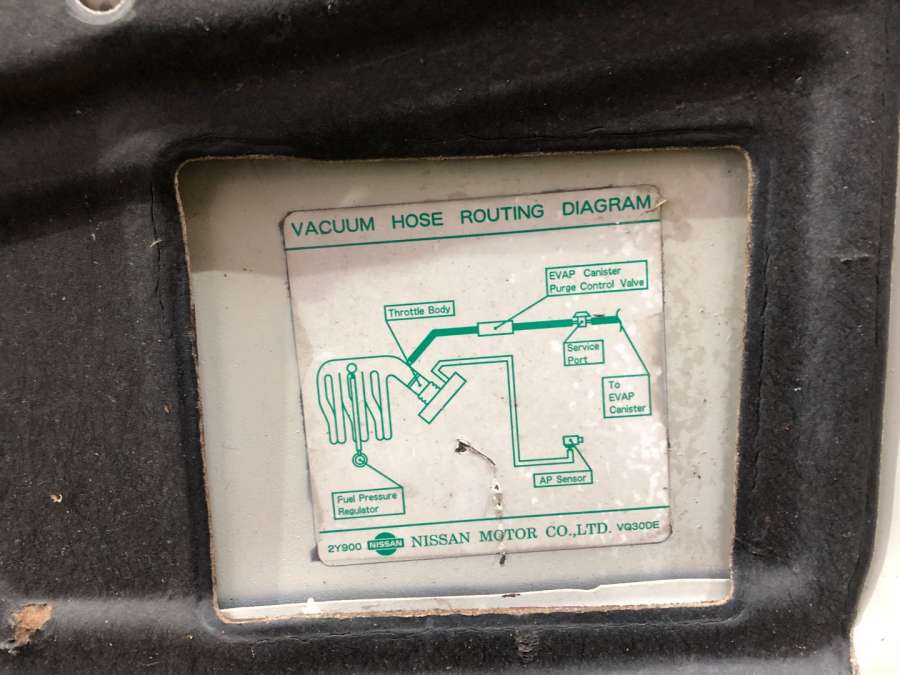 VACUUM HOSE ROUTING DIAGRAM
EVAP Canister
Purge Control Valve
Throttle Body
Service
Port
To
EVAP
Canister
AP Sensor
Fuel Pressure
Regulator
2Y900 NISSAN NISSAN MOTOR CO.,LTD. VQ30DE